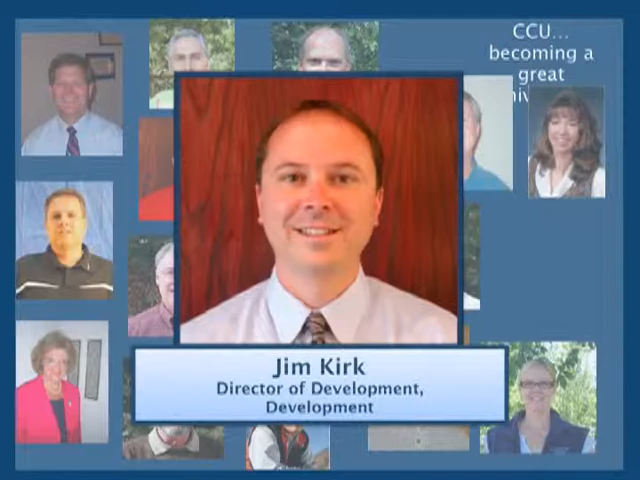 CCU...
becoming a
great
Jim Kirk
Director of Development,
Development